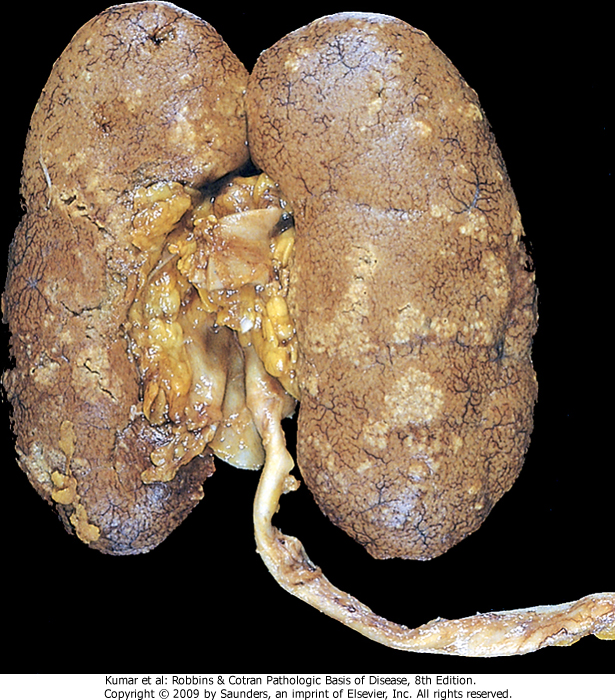 Kumar et al: Robbins & Cotran Pathologic Basis of Disease, 8th Edition.
Copyright © 2009 by Saunders, an imprint of Elsevier, Inc. All rights reserved.